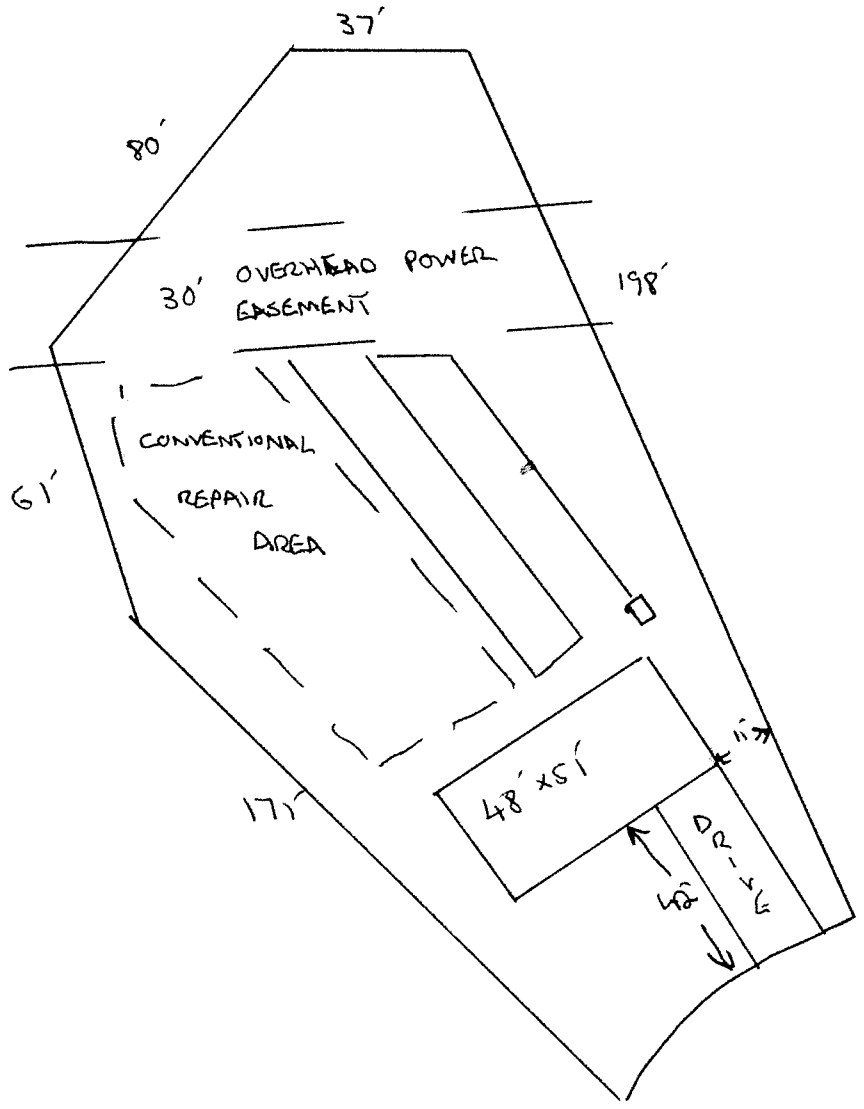 37'
80'
30' OVERHEAD POWER
EASEMENT
198'
61'
CONVENTIONAL
REPAIR
AREA
11'
48' x 51'
171'
DRIVE
42'